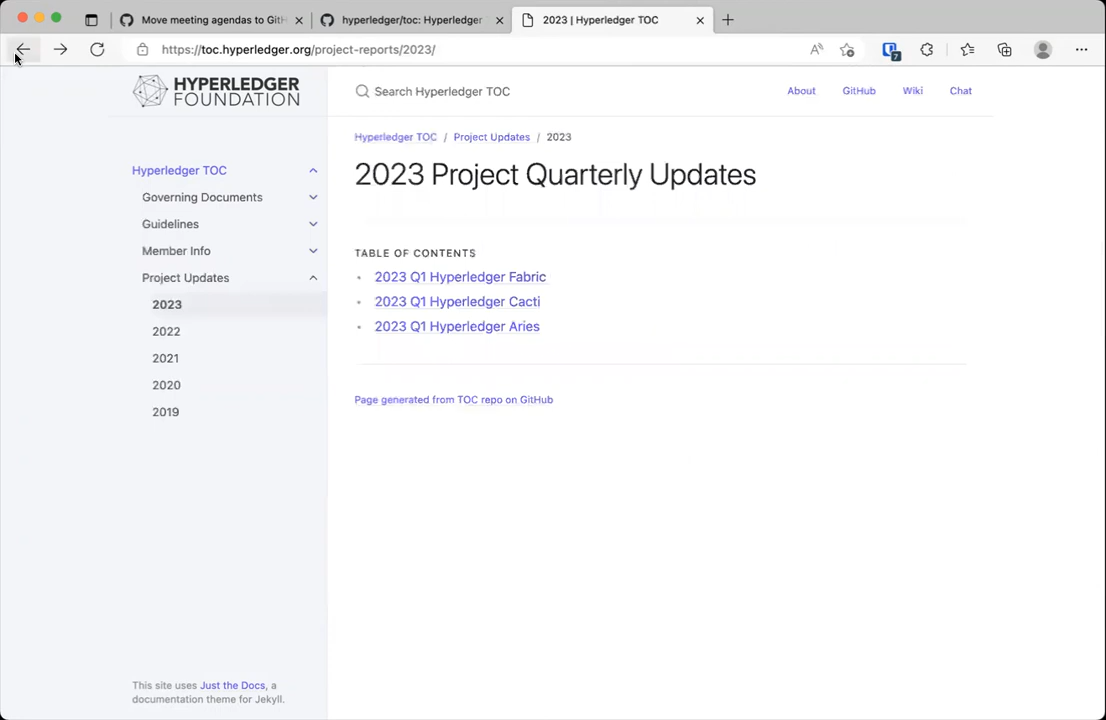 Move meeting agendas to GitH
hyperledger/toc: Hyperledger
2023 | Hyperledger TOC
https://toc.hyperledger.org/project-reports/2023/
7
HYPERLEDGER
FOUNDATION
Search Hyperledger TOC
About
GitHub
Wiki
Chat
Hyperledger TOC / Project Updates / 2023
2023 Project Quarterly Updates
Hyperledger TOC
Governing Documents
Guidelines
Member Info
Project Updates
2023
2022
2021
2020
2019
TABLE OF CONTENTS
2023 Q1 Hyperledger Fabric
2023 Q1 Hyperledger Cacti
2023 Q1 Hyperledger Aries
Page generated from TOC repo on GitHub
This site uses Just the Docs, a
documentation theme for Jekyll.